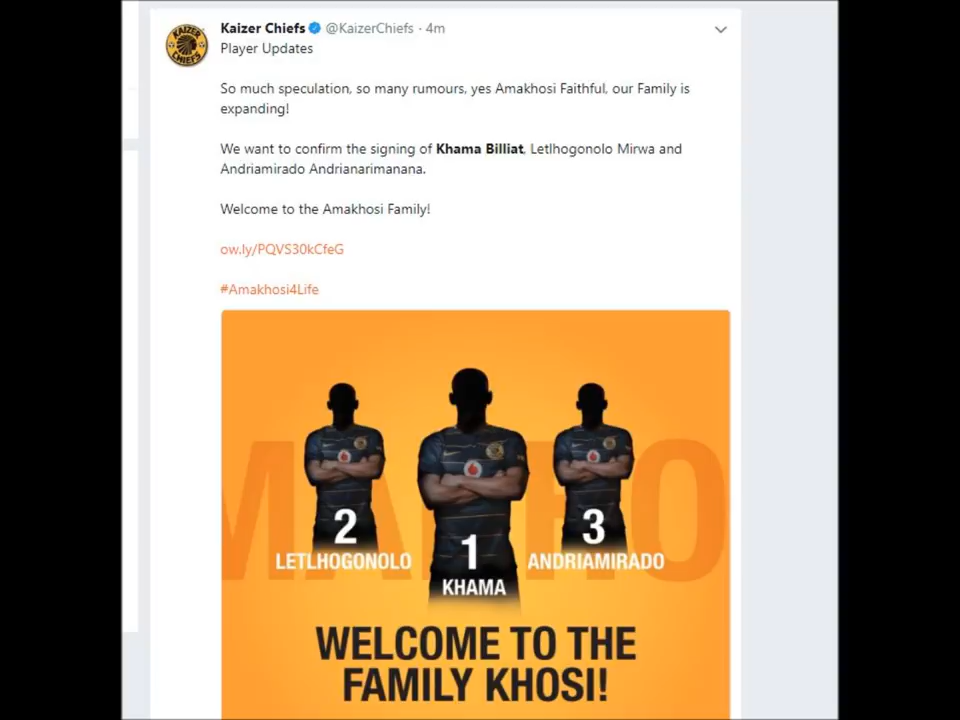 Kaizer Chiefs @KaizerChiefs · 4m
Player Updates
So much speculation, so many rumours, yes Amakhosi Faithful, our Family is
expanding!
We want to confirm the signing of Khama Billiat, Letlhogonolo Mirwa and
Andriamirado Andrianarimanana.
Welcome to the Amakhosi Family!
ow.ly/PQVS30kCfeG
#Amakhosi4Life
2
LETLHOGONOLO
1
KHAMA
3
ANDRIAMIRADO
WELCOME TO THE
FAMILY KHOSI!
KAIZER
CHIEFS